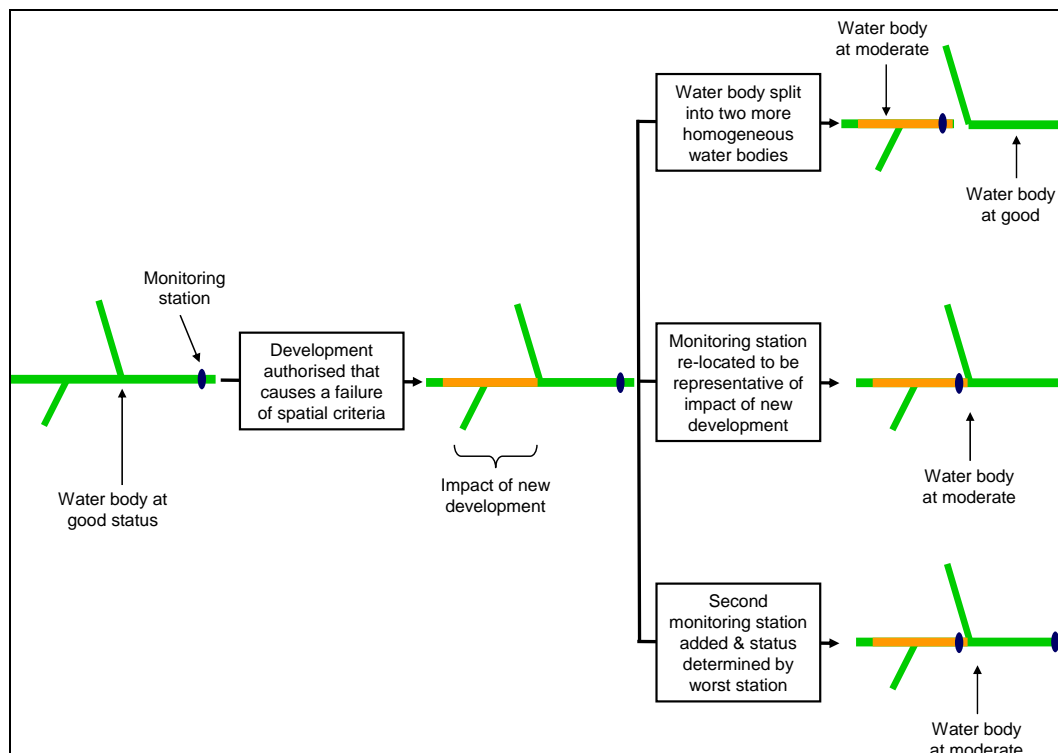 Water body
at moderate
Water body split
into two more
homogeneous
water bodies
Water body
at good
Monitoring
station
Development
authorised that
causes a failure
of spatial criteria
Monitoring station
re-located to be
representative of
impact of new
development
Water body at
good status
Impact of new
development
Water body
at moderate
Second
monitoring station
added & status
determined by
worst station
Water body
at moderate